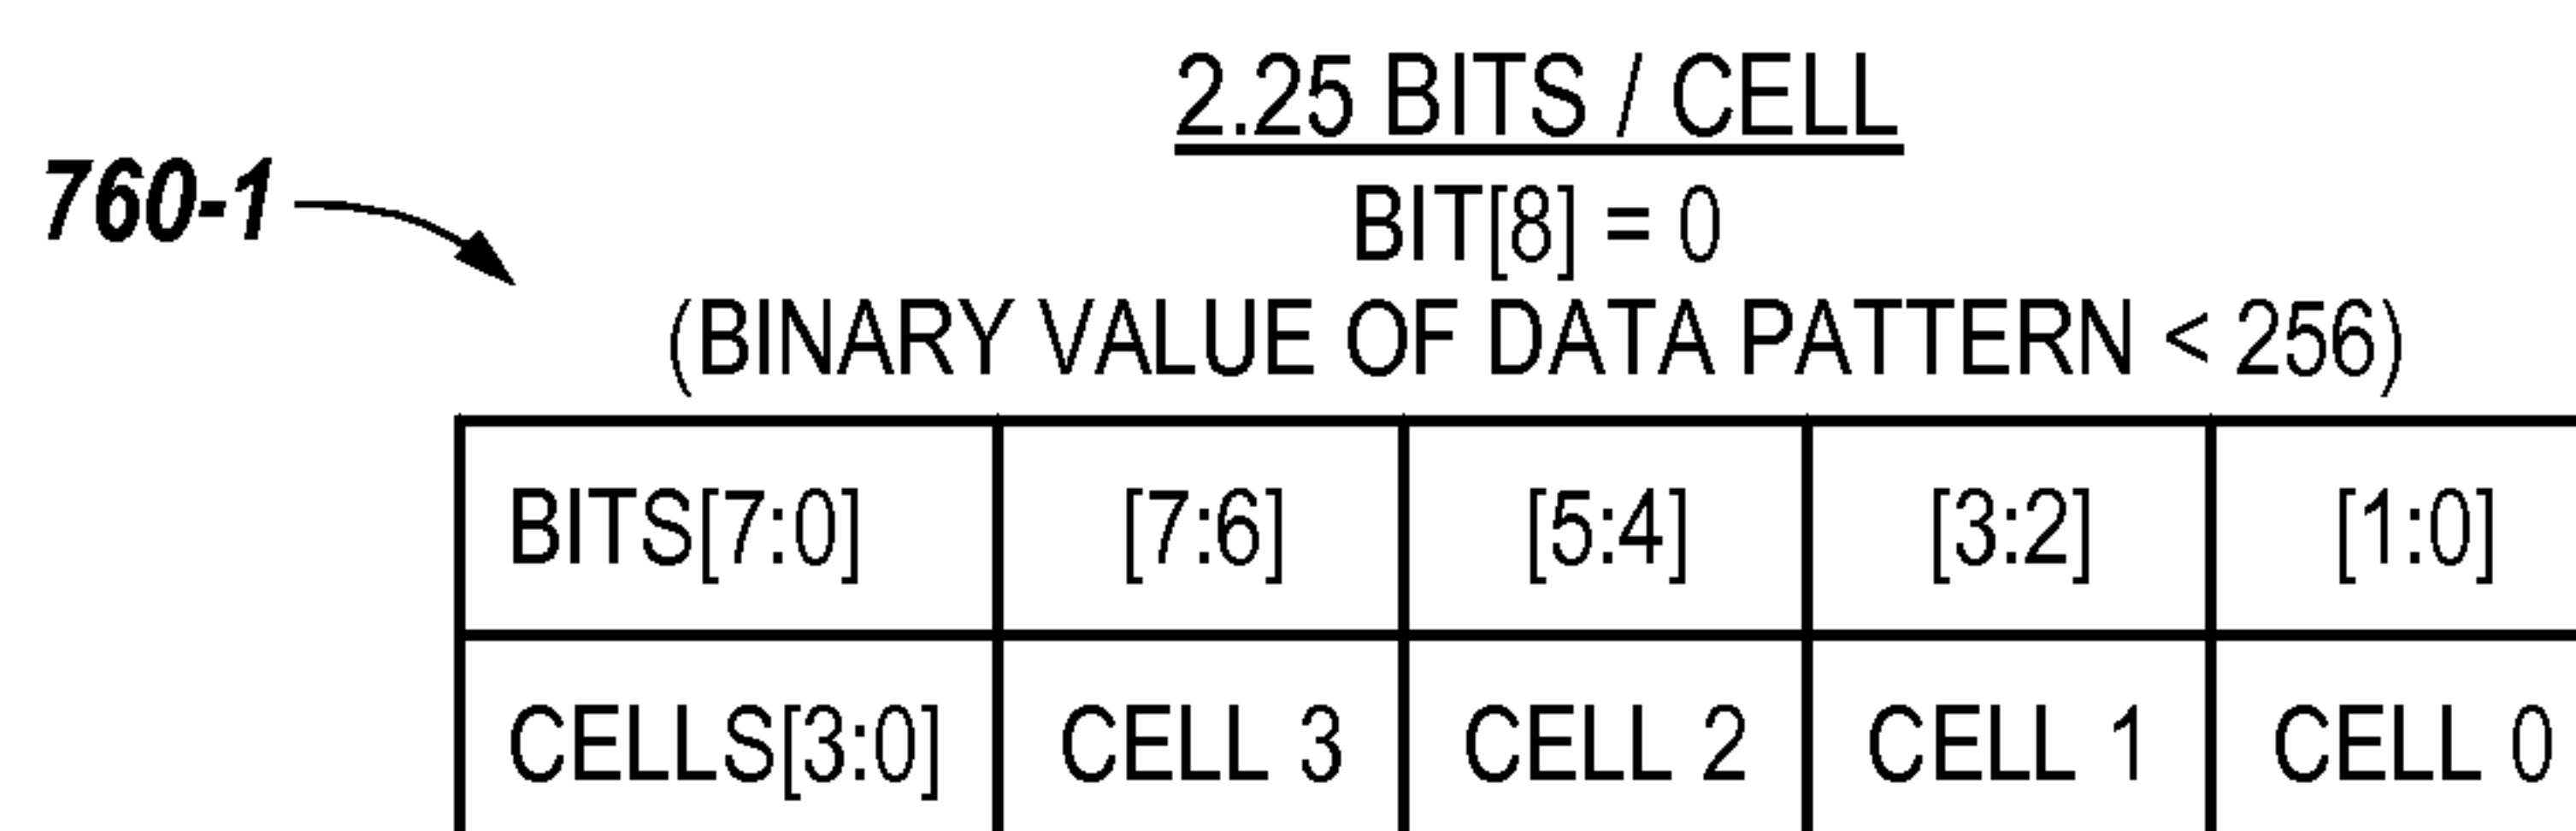 2.25 BITS / CELL
760-1
BIT[8] = 0
(BINARY VALUE OF DATA PATTERN < 256)
BITS[7:0] [7:6] [5:4] [3:2] [1:0]
CELLS[3:0] CELL 3 CELL 2 CELL 1 CELL 0